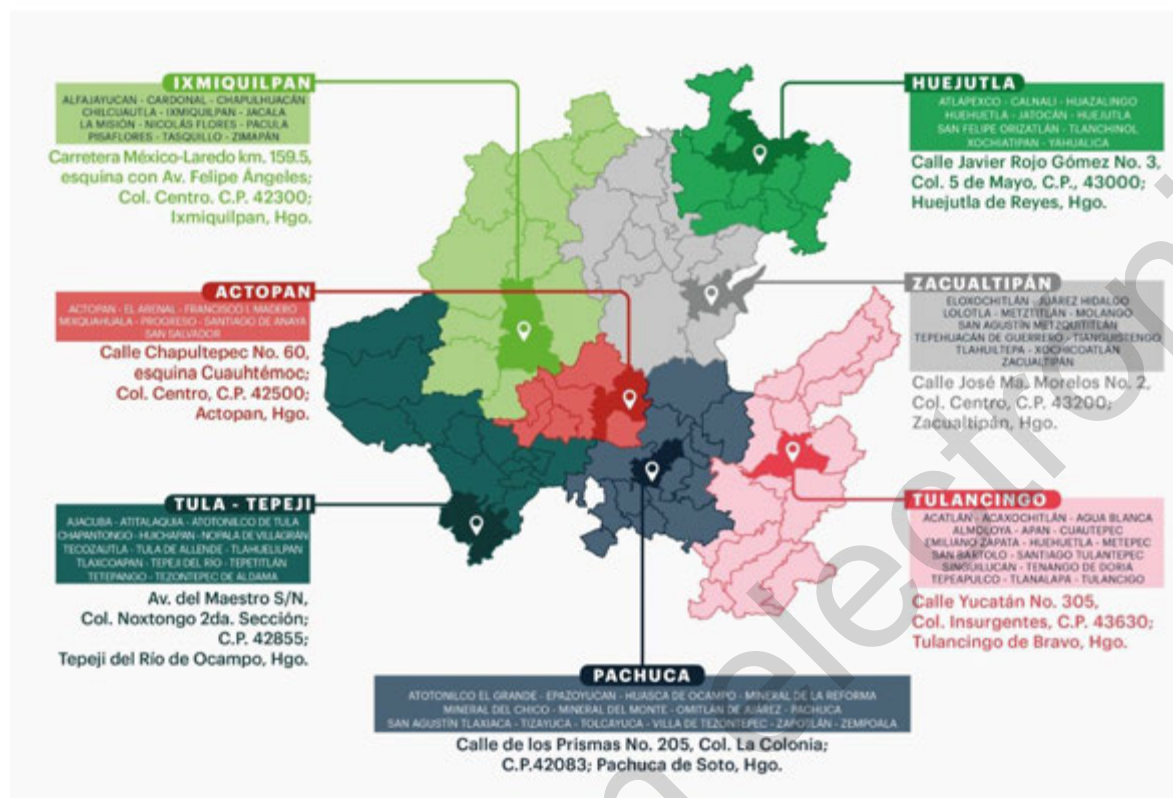 IXMIQUILPAN
ALFAJAYUCAN - CARDONAL - CHAPULHUACÁN
CHILCUAUTLA - IXMIQUILPAN - JACALA
LA MISIÓN - NICOLÁS FLORES - PACULA
PISAFLORES - TASQUILLO - ZIMAPÁN
Carretera México-Laredo km. 159.5,
esquina con Av. Felipe Ángeles;
Col. Centro, C.P. 42300;
Ixmiquilpan, Hgo.
ACTOPAN
ACTOPAN - EL ARENAL - FRANCISCO I. MADERO
MIXQUIAHUALA - PROGRESO - SANTIAGO DE ANAYA
SAN SALVADOR
Calle Chapultepec No. 60,
esquina Cuauhtémoc;
Col. Centro, C.P. 42500;
Actopan, Hgo.
TULA - TEPEJI
AJACUBA - ATITALAQUIA - ATOTONILCO DE TULA
CHAPANTONGO - HUICHAPAN - NOPALA DE VILLAGRÁN
TECOZAUTLA - TULA DE ALLENDE - TLAHUELILPAN
TLAXCOAPAN - TEPEJI DEL RÍO - TEPETITLÁN
TETEPANGO - TEZONTEPEC DE ALDAMA
Av. del Maestro S/N,
Col. Noxtongo 2da. Sección;
C.P. 42855;
Tepeji del Río de Ocampo, Hgo.
HUEJUTLA
ATLAPEXCO - CALNALI - HUAZALINGO
HUEHUETLA - JATOCÁN - HUEJUTLA
SAN FELIPE ORIZATLÁN - TLANCHINOL
XOCHIATIPAN - YAHUALICA
Calle Javier Rojo Gómez No. 3,
Col. 5 de Mayo, C.P., 43000;
Huejutla de Reyes, Hgo.
ZACUALTIPÁN
ELOXOCHITLÁN - JUÁREZ HIDALGO
LOLOTLA - METZTITLÁN - MOLANGO
SAN AGUSTÍN METZQUITITLÁN
TEPEHUACÁN DE GUERRERO - TIANGUISTENGO
TLAHUILTEPA - XOCHICOATLÁN
ZACUALTIPÁN
Calle José Ma. Morelos No. 2,
Col. Centro, C.P. 43200;
Zacualtipán, Hgo.
TULANCINGO
ACATLÁN - ACAXOCHITLÁN - AGUA BLANCA
ALMOLOYA - APAN - CUAUTEPEC
EMILIANO ZAPATA - HUEHUETLA - METEPEC
SAN BARTOLO - SANTIAGO TULANTEPEC
SINGUILUCAN - TENANGO DE DORIA
TEPEAPULCO - TLANALAPA - TULANCIGO
Calle Yucatán No. 305,
Col. Insurgentes, C.P. 43630;
Tulancingo de Bravo, Hgo.
PACHUCA
ATOTONILCO EL GRANDE - EPAZOYUCAN - HUASCA DE OCAMPO - MINERAL DE LA REFORMA
MINERAL DEL CHICO - MINERAL DEL MONTE - OMITLÁN DE JUÁREZ - PACHUCA
SAN AGUSTÍN TLAXIACA - TIZAYUCA - TOLCAYUCA - VILLA DE TEZONTEPEC - ZAPOTLÁN - ZEMPOALA
Calle de los Prismas No. 205, Col. La Colonia;
C.P.42083; Pachuca de Soto, Hgo.